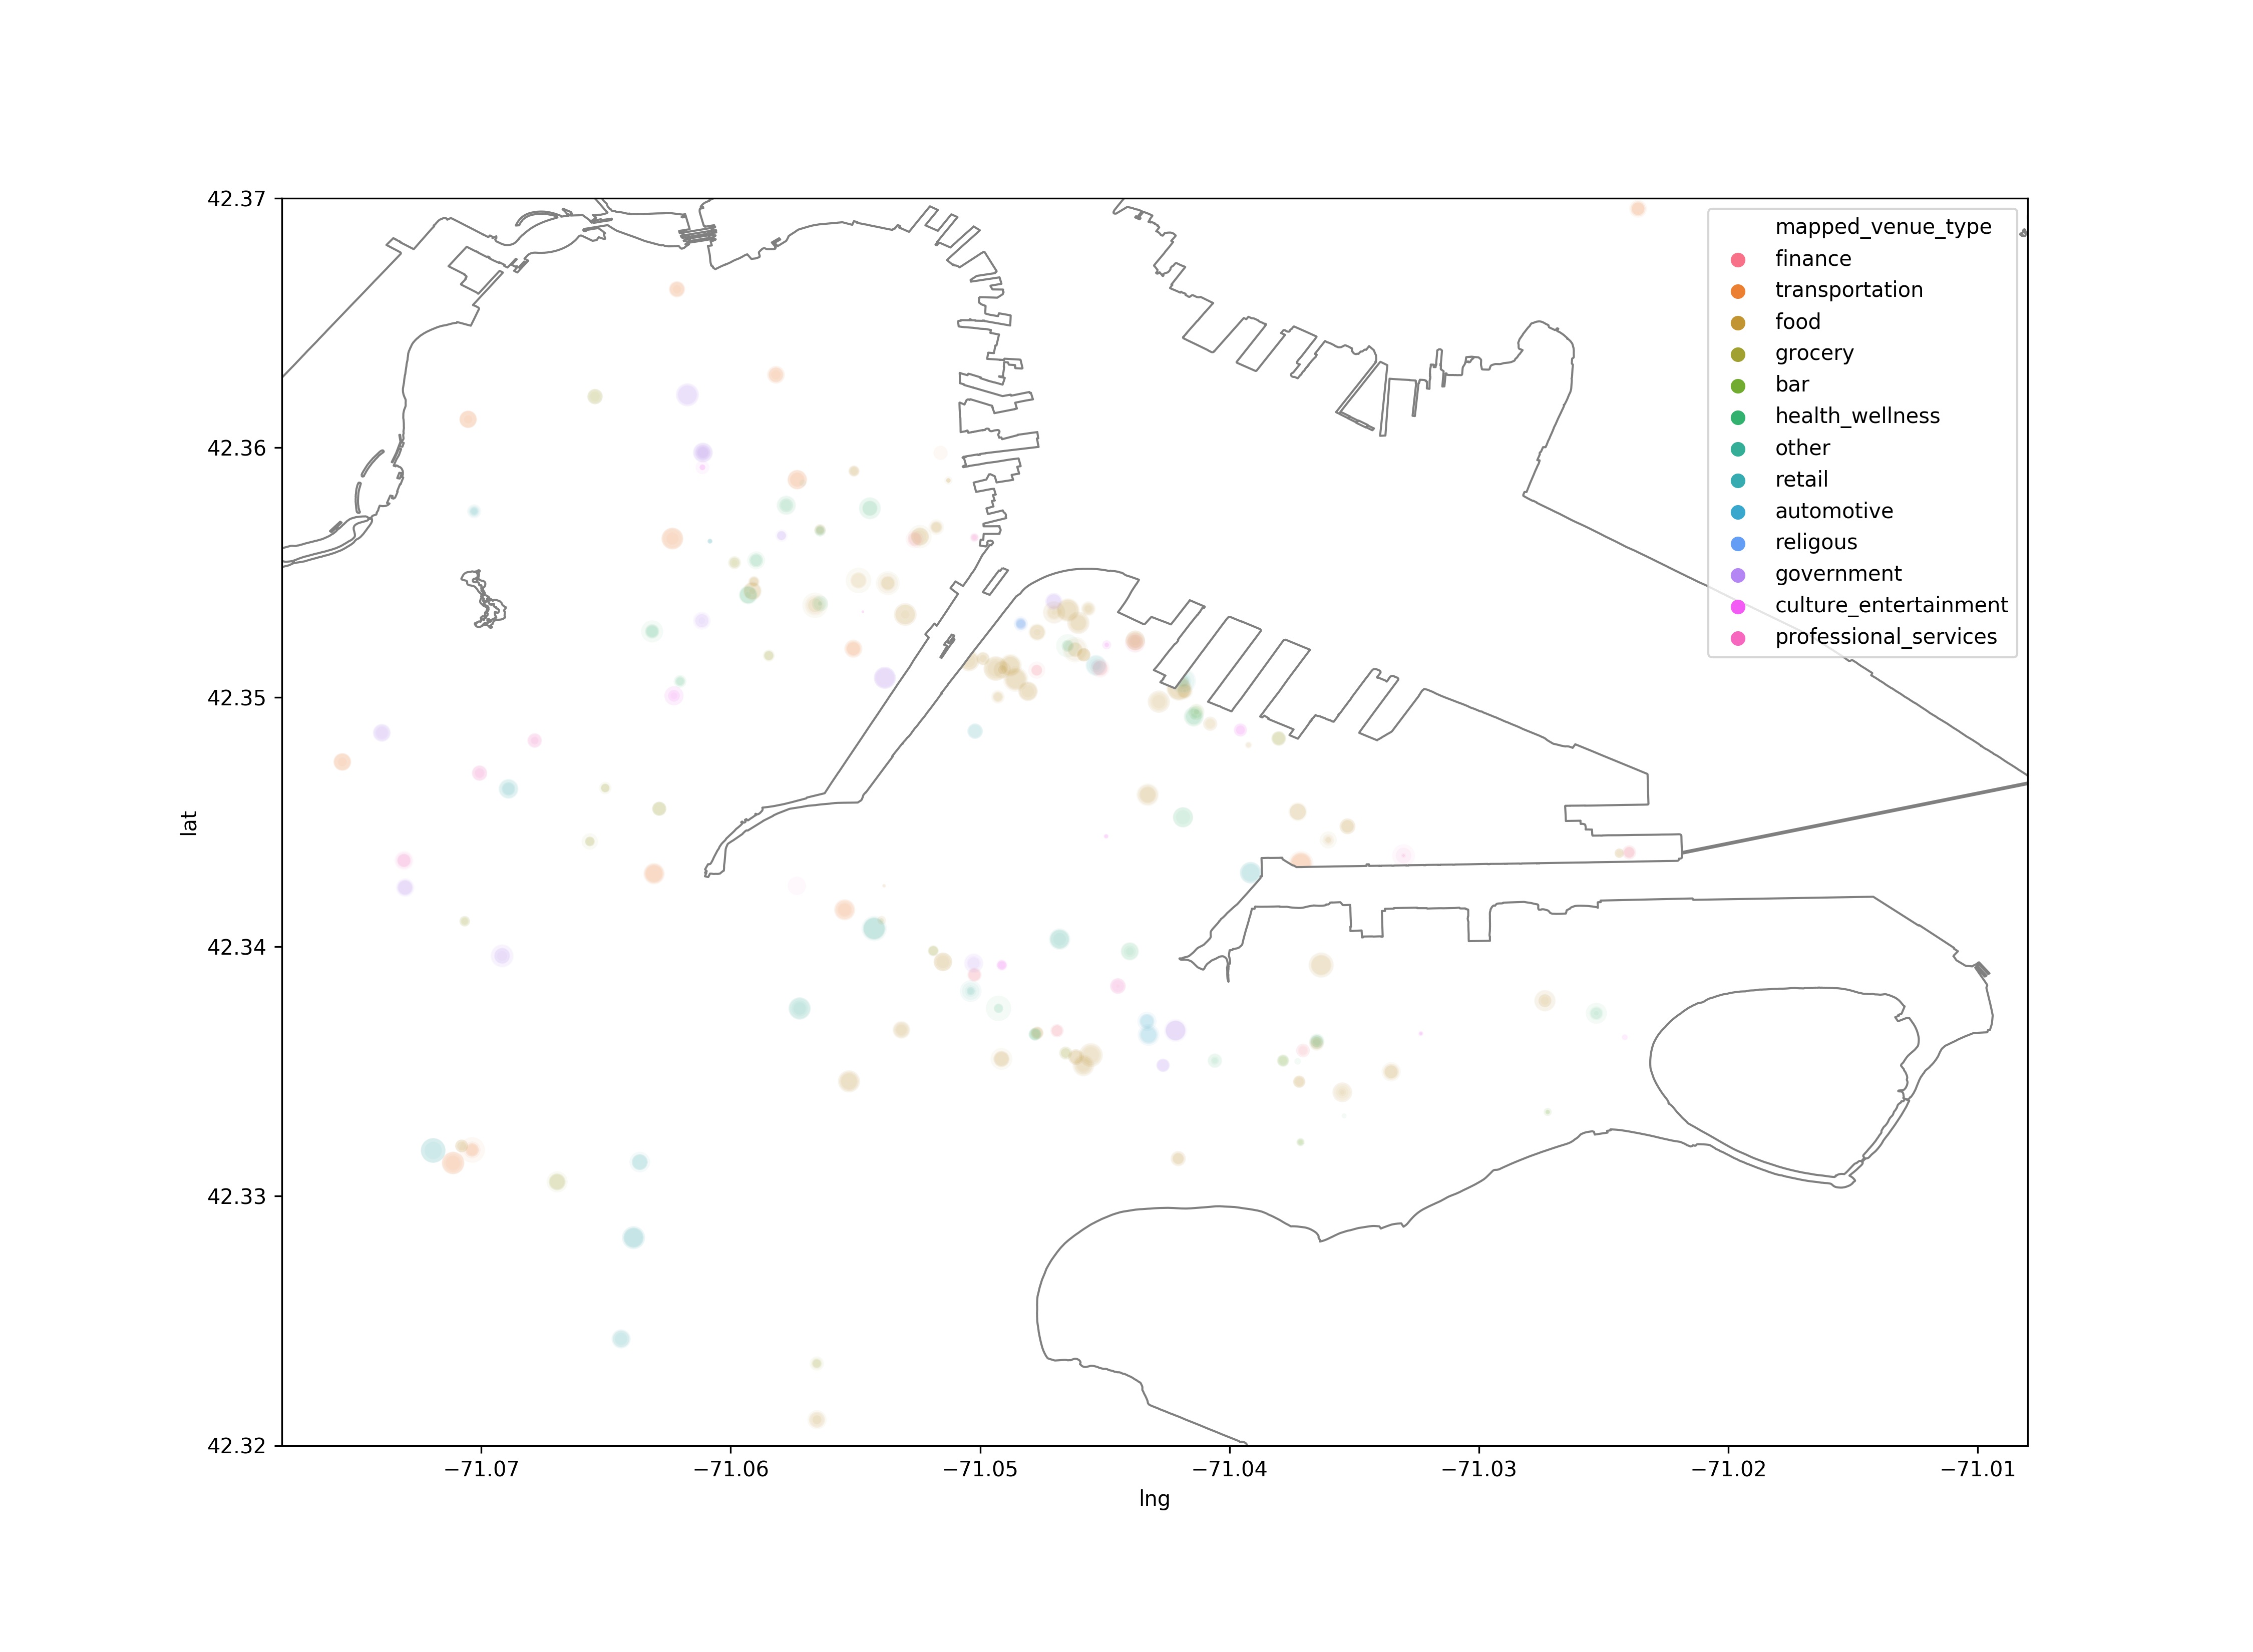 42.37
42.36
42.35
42.34
42.33
42.32
lat
−71.07
−71.06
−71.05
−71.04
−71.03
−71.02
−71.01
lng
mapped_venue_type
finance
transportation
food
grocery
bar
health_wellness
other
retail
automotive
religous
government
culture_entertainment
professional_services